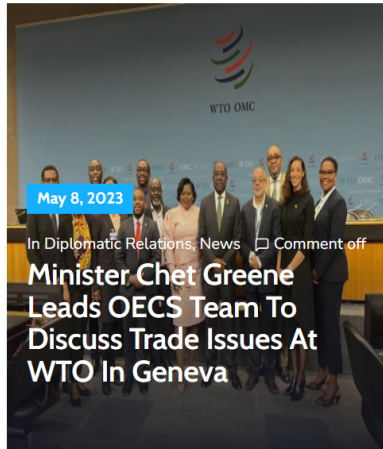 WTO OMC
May 8, 2023
In Diplomatic Relations, News Comment off
Minister Chet Greene
Leads OECS Team To
Discuss Trade Issues At
WTO In Geneva